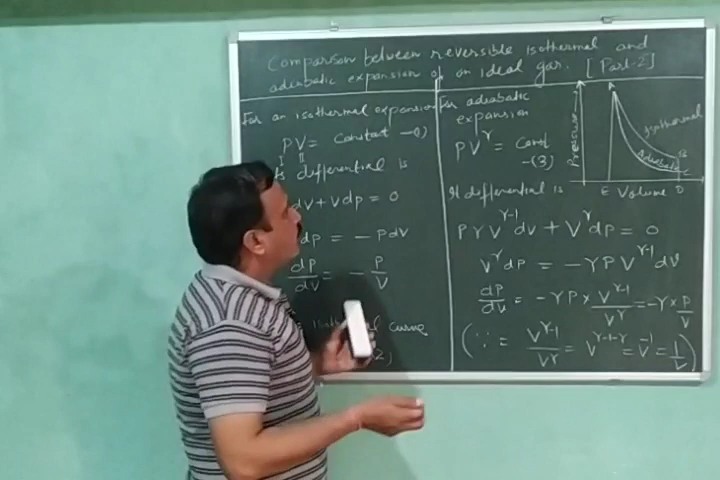 Comparison between reversible isothermal and
adiabatic expansion of an ideal gas. [Part-2]
For an isothermal expansion
PV = Constant —(1)
I II
Its differential is
dV + Vdp = 0
dp = - Pdv
dP/dV = - P/V
curve
For adiabatic
expansion
PV^γ = Const
-(3)
It differential is
PγV^γ-1 dv + V^γ dP = 0
V^γ dP = -γPV^γ-1 dV
dP/dV = -γP × V^γ-1/V^γ = -γ × P/V
(∵ = V^γ-1/V^γ = V^γ-1-γ = V^-1 = 1/V)
Pressure
A
Isothermal
Adiabatic
B
C
E Volume D